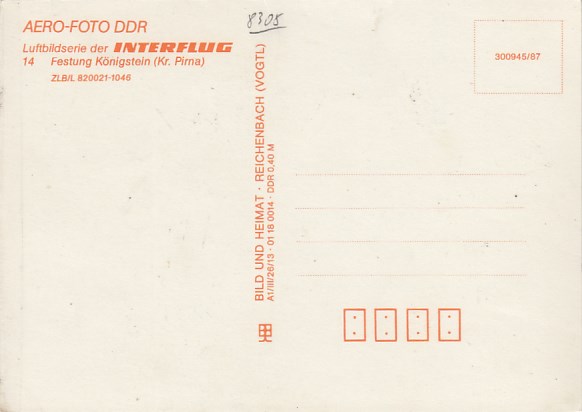 8305
AERO-FOTO DDR
Luftbildserie der INTERFLUG
14 Festung Königstein (Kr. Pirna)
ZLB/L 820021-1046
300945/87
BILD UND HEIMAT · REICHENBACH (VOGTL)
A1/III/26/13 · 01 18 0014 · DDR 0,40 M